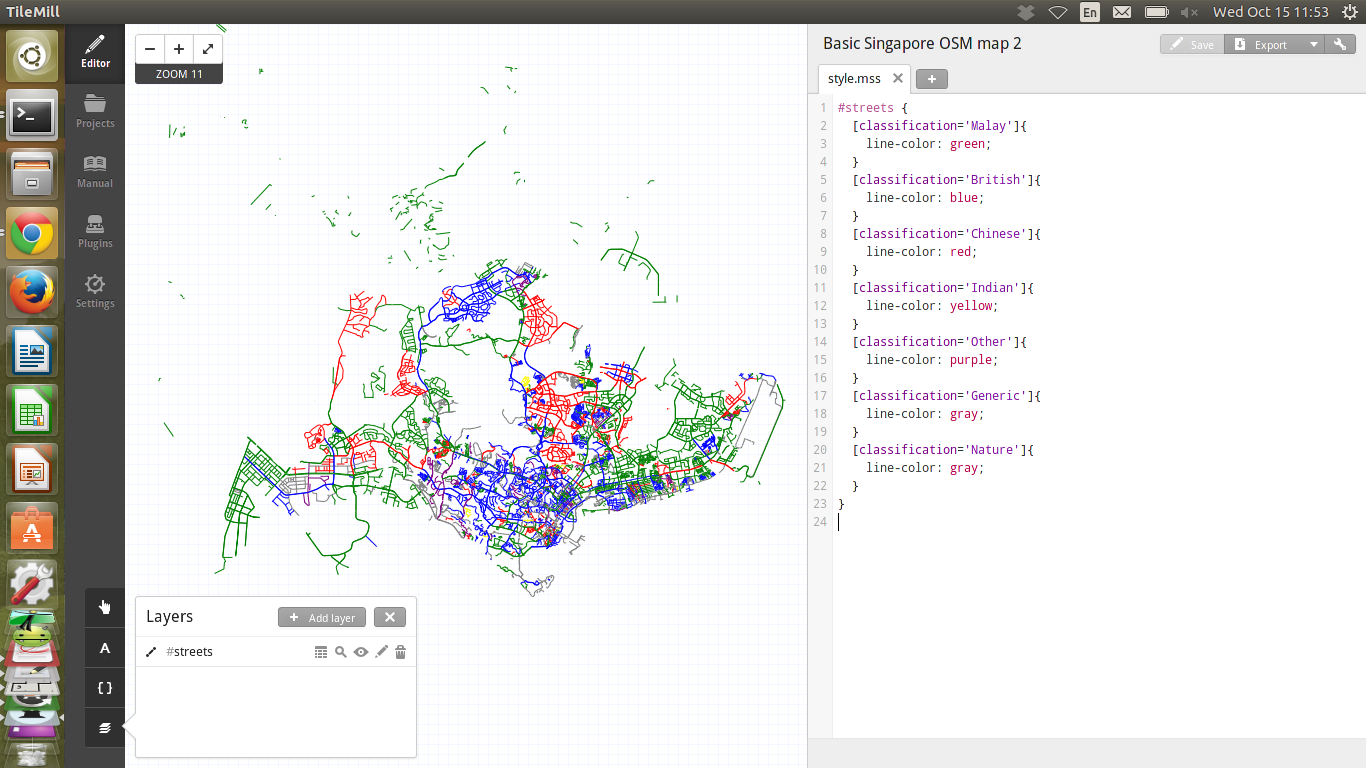 TileMill
En
Wed Oct 15 11:53
Editor
Projects
Manual
Plugins
Settings
A
{ }
− + 
ZOOM 11
Layers
+ Add layer
#streets
Basic Singapore OSM map 2
Save
Export
style.mss
+
1 #streets {
2 [classification='Malay']{
3 line-color: green;
4 }
5 [classification='British']{
6 line-color: blue;
7 }
8 [classification='Chinese']{
9 line-color: red;
10 }
11 [classification='Indian']{
12 line-color: yellow;
13 }
14 [classification='Other']{
15 line-color: purple;
16 }
17 [classification='Generic']{
18 line-color: gray;
19 }
20 [classification='Nature']{
21 line-color: gray;
22 }
23 }
24